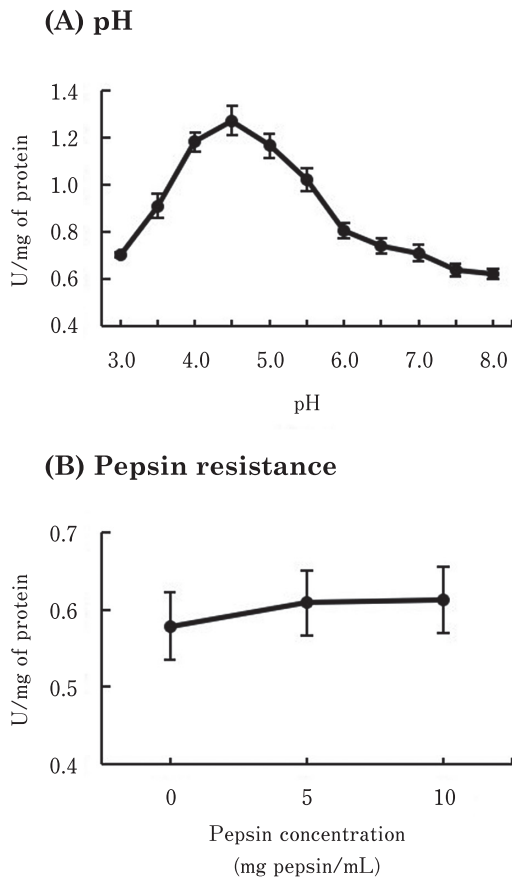 (A) pH
U/mg of protein
1.4
1.2
1.0
0.8
0.6
0.4
3.0 4.0 5.0 6.0 7.0 8.0
pH
(B) Pepsin resistance
U/mg of protein
0.7
0.6
0.5
0.4
0 5 10
Pepsin concentration
(mg pepsin/mL)